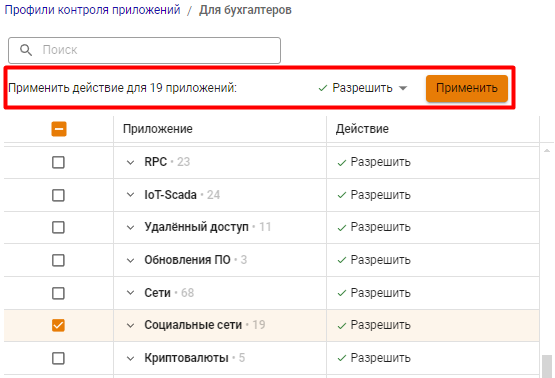 Профили контроля приложений / Для бухгалтеров
Поиск
Применить действие для 19 приложений: Разрешить Применить
Приложение Действие
RPC • 23 Разрешить
IoT-Scada • 24 Разрешить
Удалённый доступ • 11 Разрешить
Обновления ПО • 3 Разрешить
Сети • 68 Разрешить
Социальные сети • 19 Разрешить
Криптовалюты • 5 Разрешить